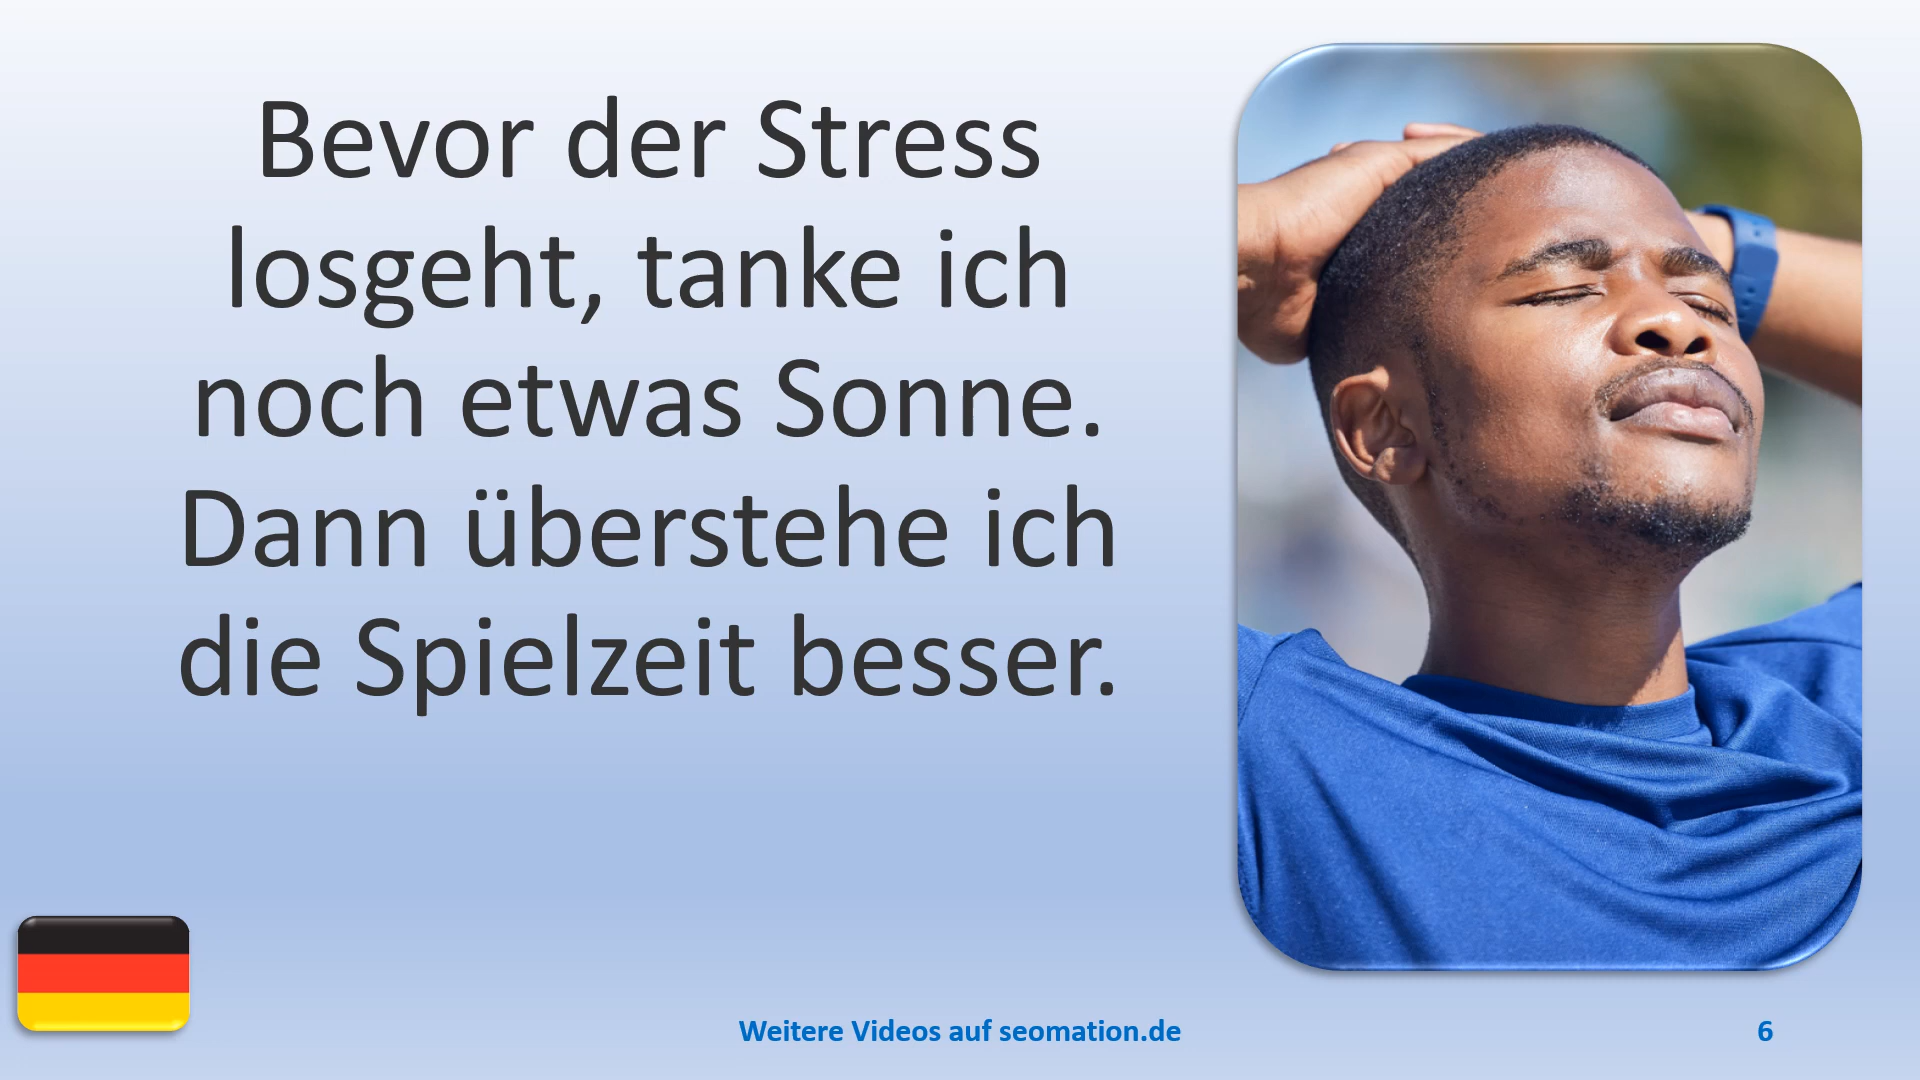 Bevor der Stress
losgeht, tanke ich
noch etwas Sonne.
Dann überstehe ich
die Spielzeit besser.
Weitere Videos auf seomation.de
6